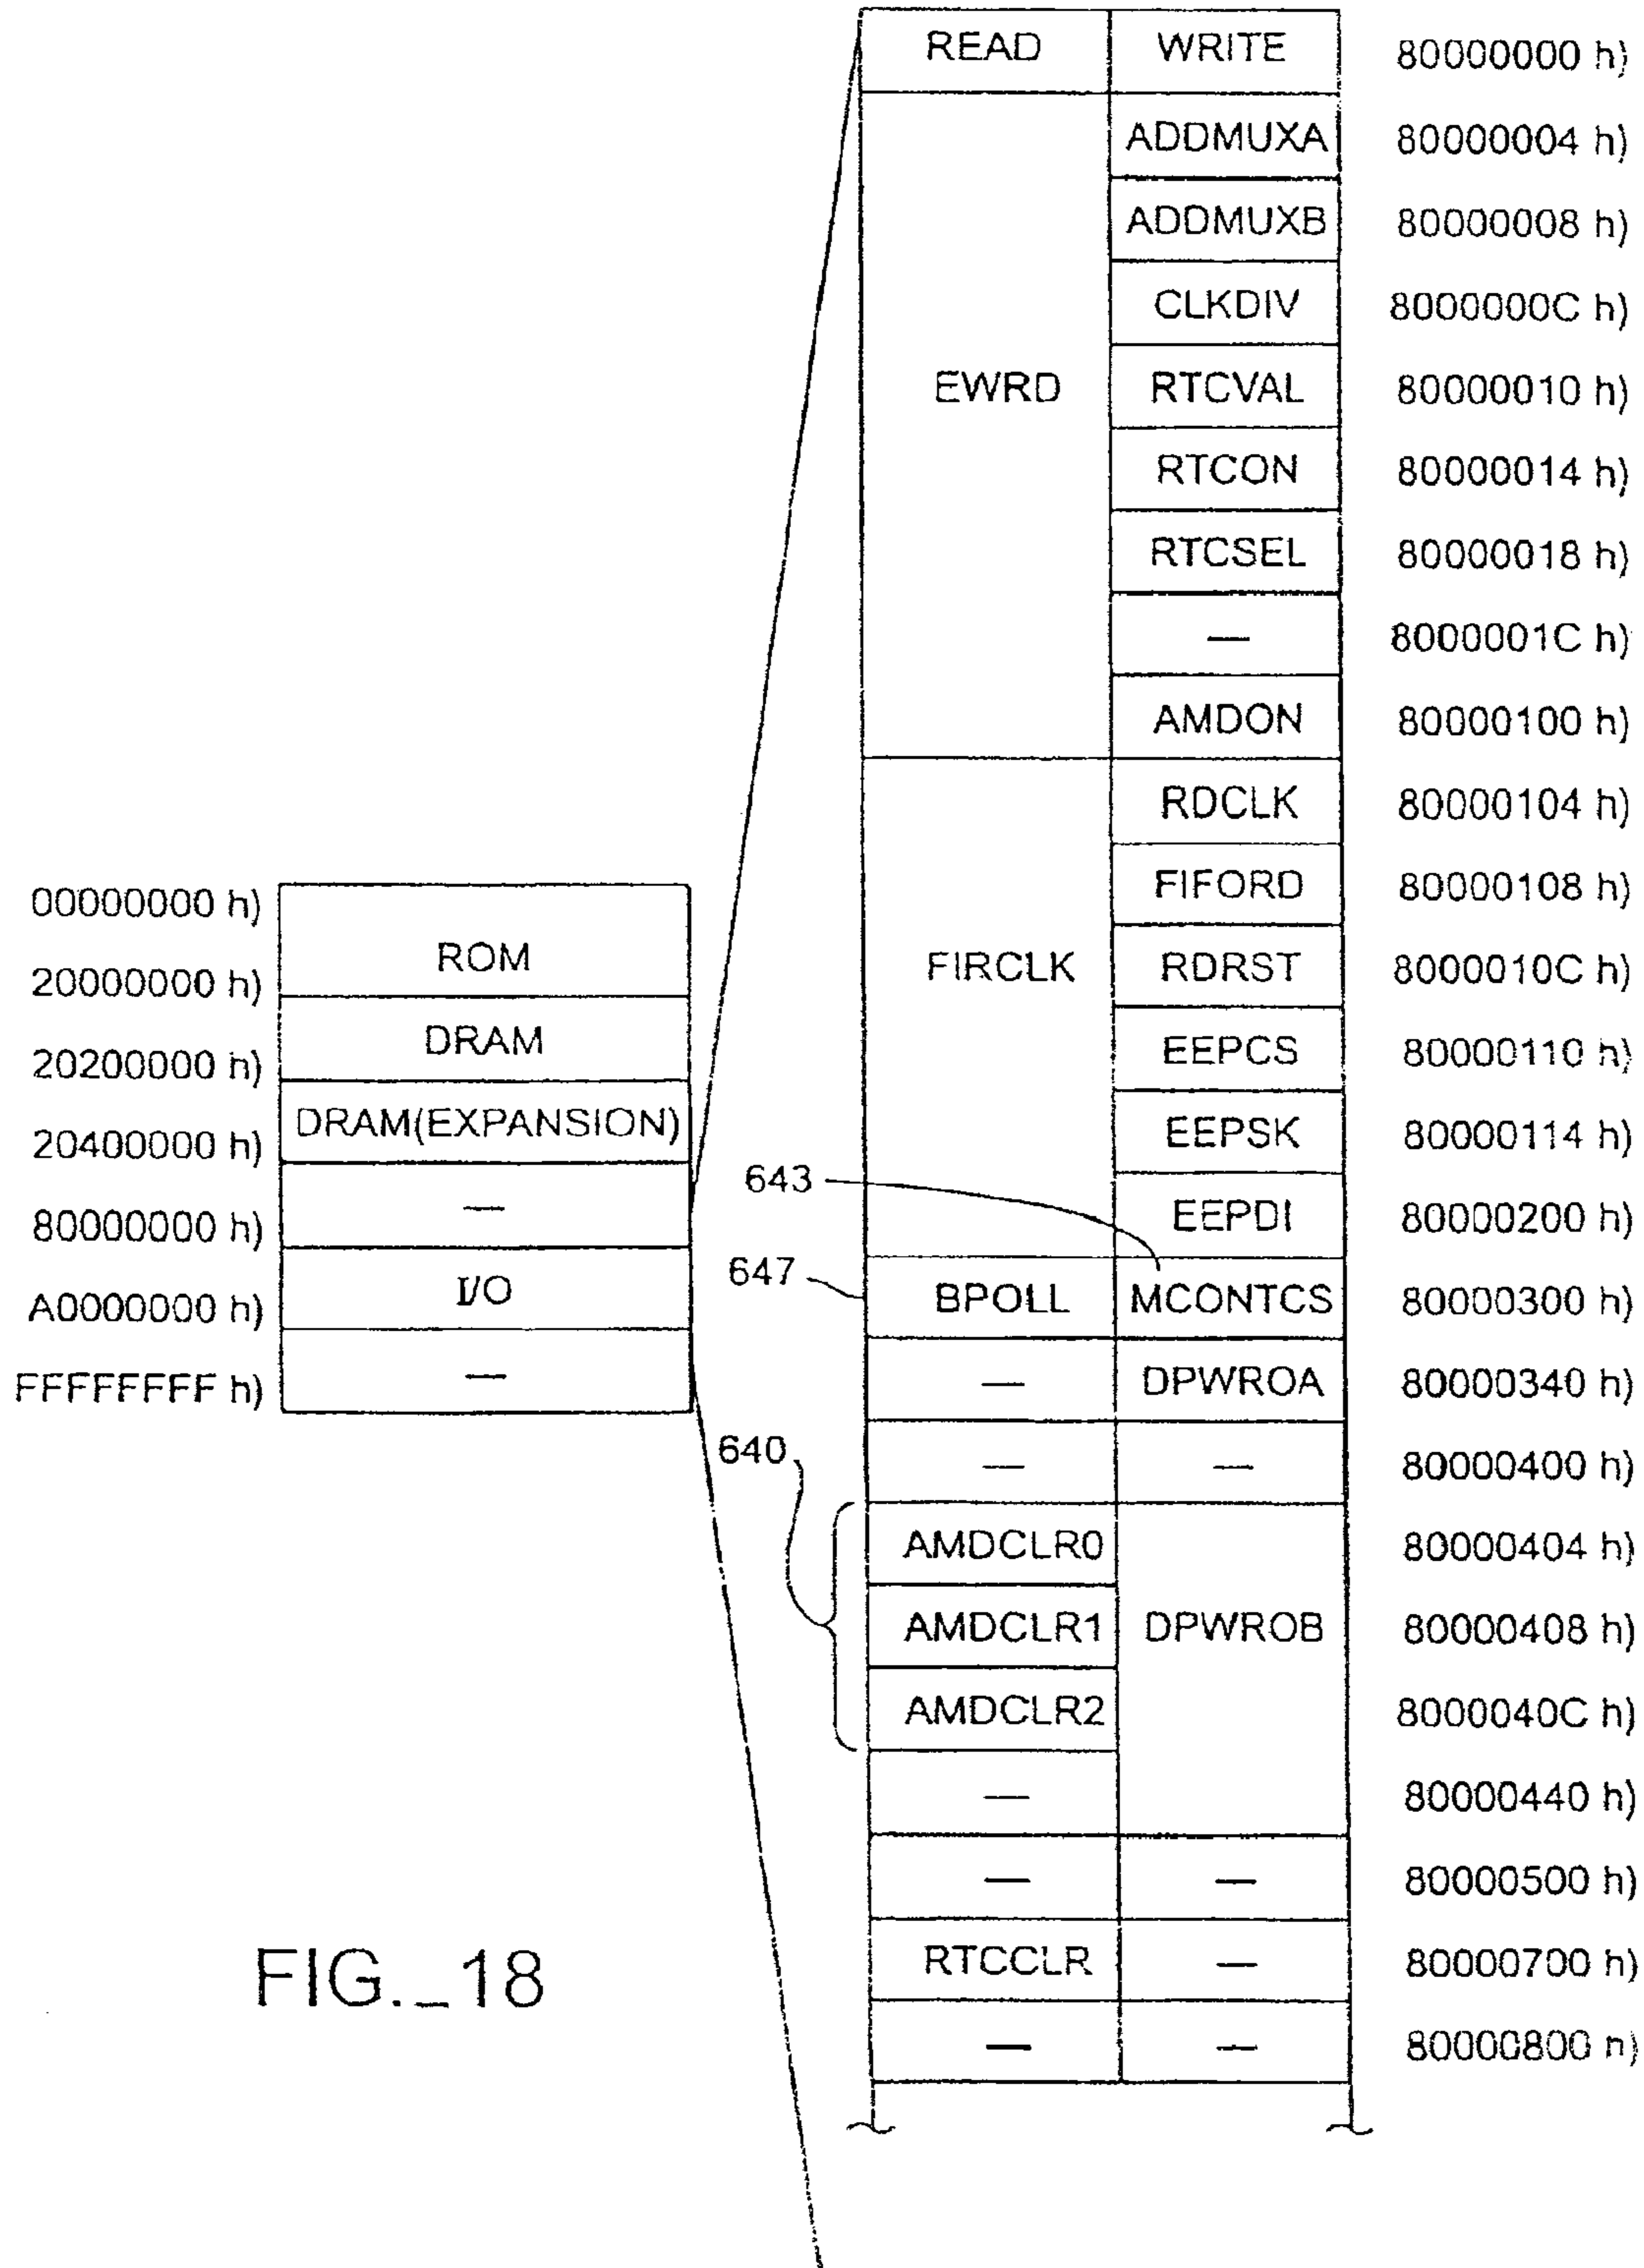 READ WRITE 80000000 h)
ADDMUXA 80000004 h)
ADDMUXB 80000008 h)
CLKDIV 8000000C h)
EWRD RTCVAL 80000010 h)
RTCON 80000014 h)
RTCSEL 80000018 h)
— 8000001C h)
AMDON 80000100 h)
RDCLK 80000104 h)
FIFORD 80000108 h)
FIRCLK RDRST 8000010C h)
EEPCS 80000110 h)
EEPSK 80000114 h)
643 EEPDI 80000200 h)
647 BPOLL MCONTCS 80000300 h)
— DPWROA 80000340 h)
640 — — 80000400 h)
AMDCLR0 80000404 h)
AMDCLR1 DPWROB 80000408 h)
AMDCLR2 8000040C h)
— 80000440 h)
— — 80000500 h)
RTCCLR — 80000700 h)
— — 80000800 h)
00000000 h)
ROM
20000000 h)
DRAM
20200000 h)
DRAM(EXPANSION)
20400000 h)
—
80000000 h)
I/O
A0000000 h)
—
FFFFFFFF h)
FIG._18